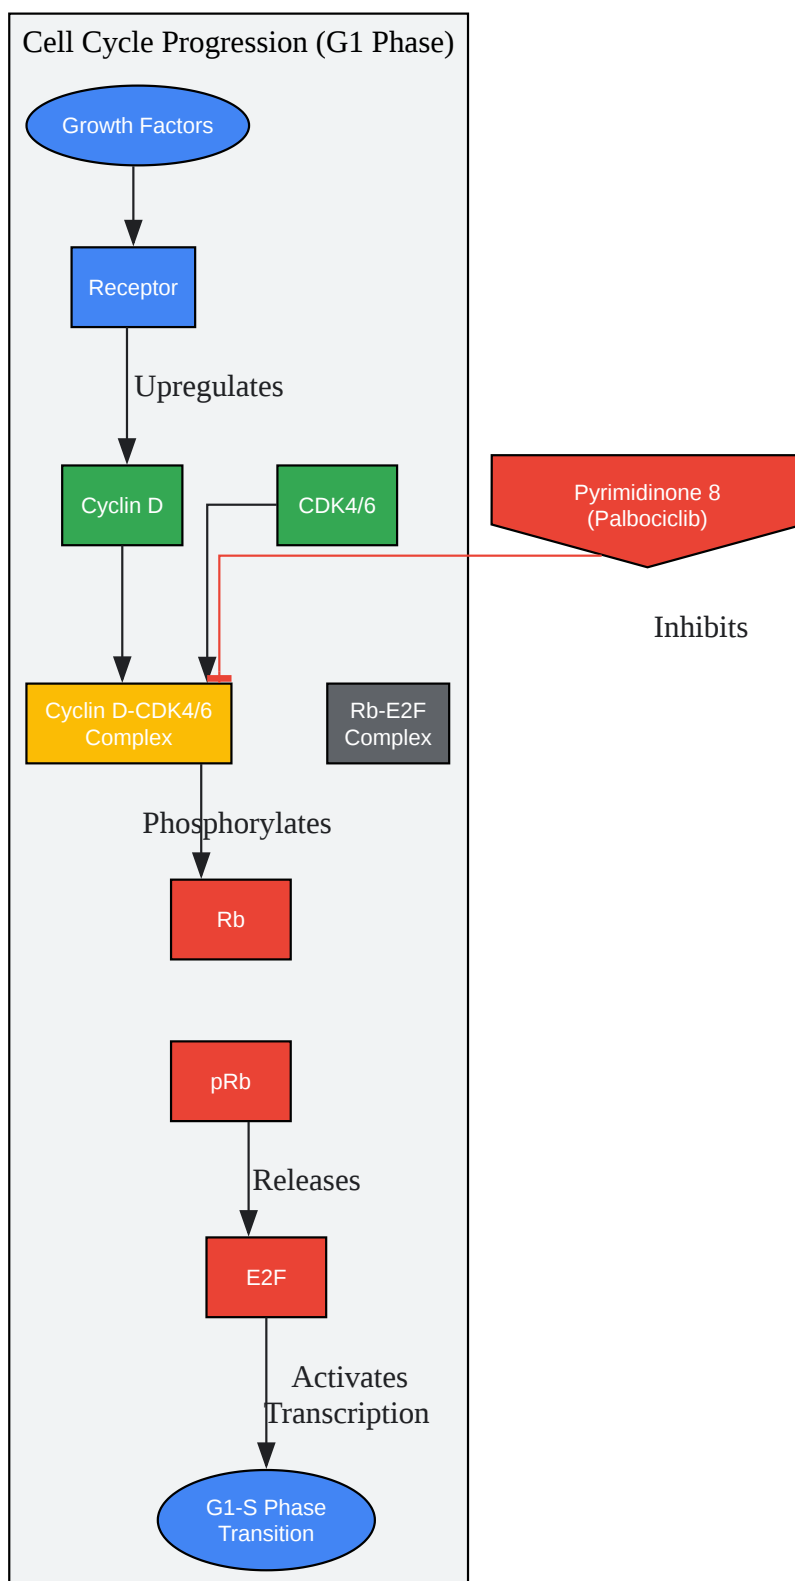 Cell Cycle Progression (G1 Phase)
Growth Factors
Receptor
Upregulates
Cyclin D
CDK4/6
Pyrimidinone 8
(Palbociclib)
Inhibits
Cyclin D-CDK4/6
Complex
Rb-E2F
Complex
Phosphorylates
Rb
pRb
Releases
E2F
Activates
Transcription
G1-S Phase
Transition